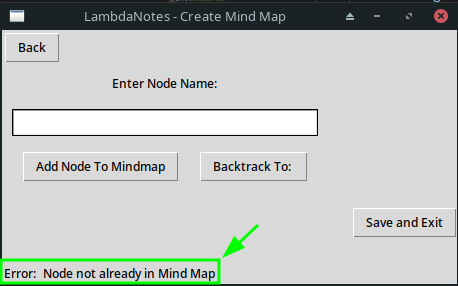 LambdaNotes - Create Mind Map
Back
Enter Node Name:
Add Node To Mindmap
Backtrack To:
Save and Exit
Error:  Node not already in Mind Map